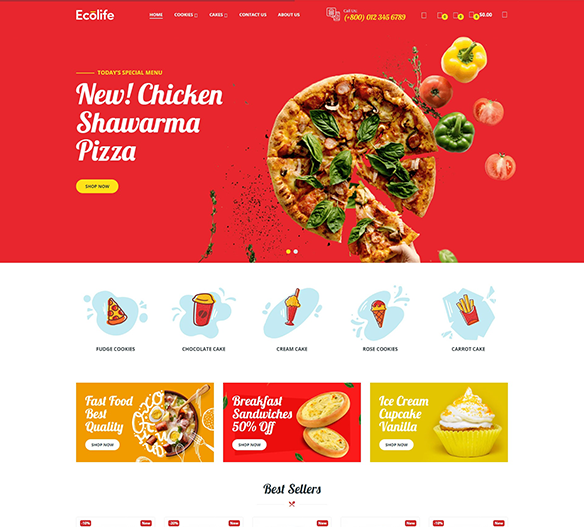 Ecolife
HOME COOKIES CAKES CONTACT US ABOUT US
Call Us:
(+800) 012 345 6789
0 0 0 $0.00
TODAY'S SPECIAL MENU
New! Chicken
Shawarma
Pizza
SHOP NOW
FUDGE COOKIES
CHOCOLATE CAKE
CREAM CAKE
ROSE COOKIES
CARROT CAKE
Fast Food
Best
Quality
SHOP NOW
Breakfast
Sandwiches
50% Off
SHOP NOW
Ice Cream
Cupcake
Vanilla
SHOP NOW
Best Sellers
-10% New
-20% New
New
New
-10% New